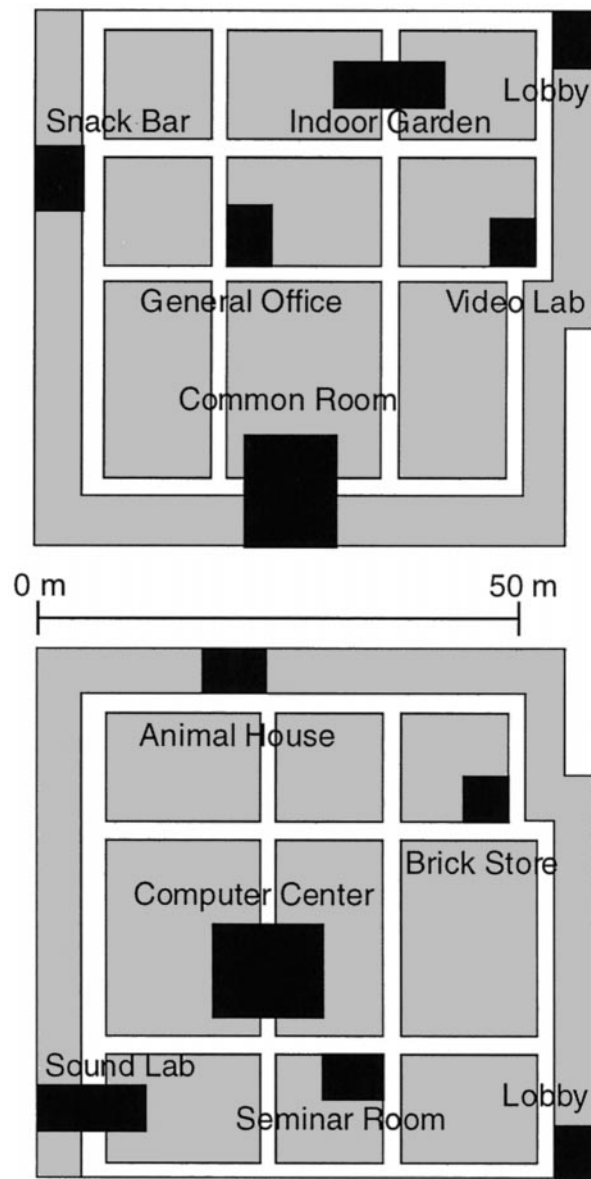 Lobby
Snack Bar
Indoor Garden
General Office
Video Lab
Common Room
0 m
50 m
Animal House
Brick Store
Computer Center
Sound Lab
Lobby
Seminar Room